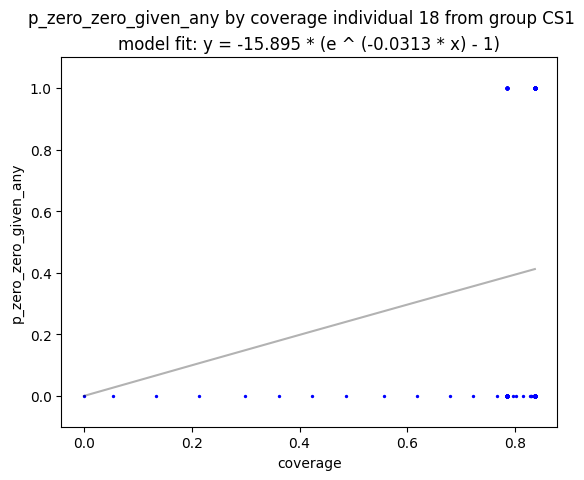 p_zero_zero_given_any by coverage individual 18 from group CS1
model fit: y = -15.895 * (e ^ (-0.0313 * x) - 1)
1.0
0.8
0.6
0.4
0.2
0.0
p_zero_zero_given_any
0.0 0.2 0.4 0.6 0.8
coverage